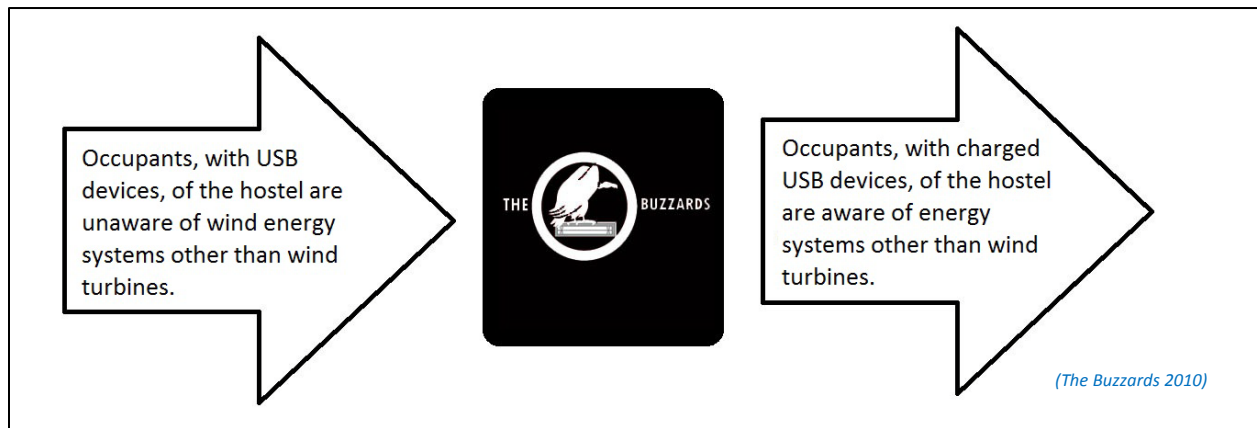 Occupants, with USB
devices, of the hostel are
unaware of wind energy
systems other than wind
turbines.
THE BUZZARDS
Occupants, with charged
USB devices, of the hostel
are aware of energy
systems other than wind
turbines.
(The Buzzards 2010)